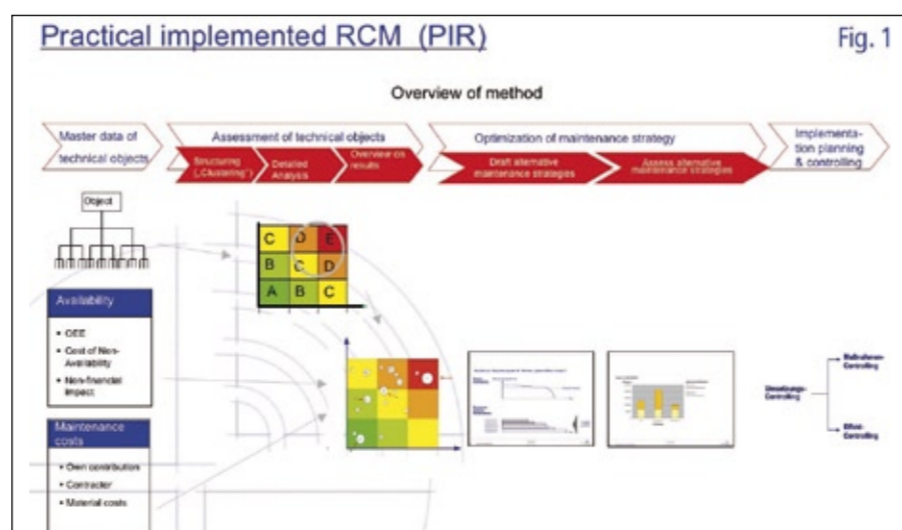 Practical implemented RCM (PIR)
Fig. 1
Overview of method
Master data of
technical objects
Assessment of technical objects
Structuring
(„Clustering")
Detailed
Analysis
Overview on
results
Optimization of maintenance strategy
Draft alternative
maintenance strategies
Assess alternative
maintenance strategies
Implementa-
tion planning
& controlling
Object
C D E
B C D
A B C
Availability
• OEE
• Cost of Non-
Availability
• Non-financial
Impact
Maintenance
costs
• Own contribution
• Contracter
• Material costs
Umsetzungs-
Controlling
Maßnahmen-
Controlling
Effekt-
Controlling